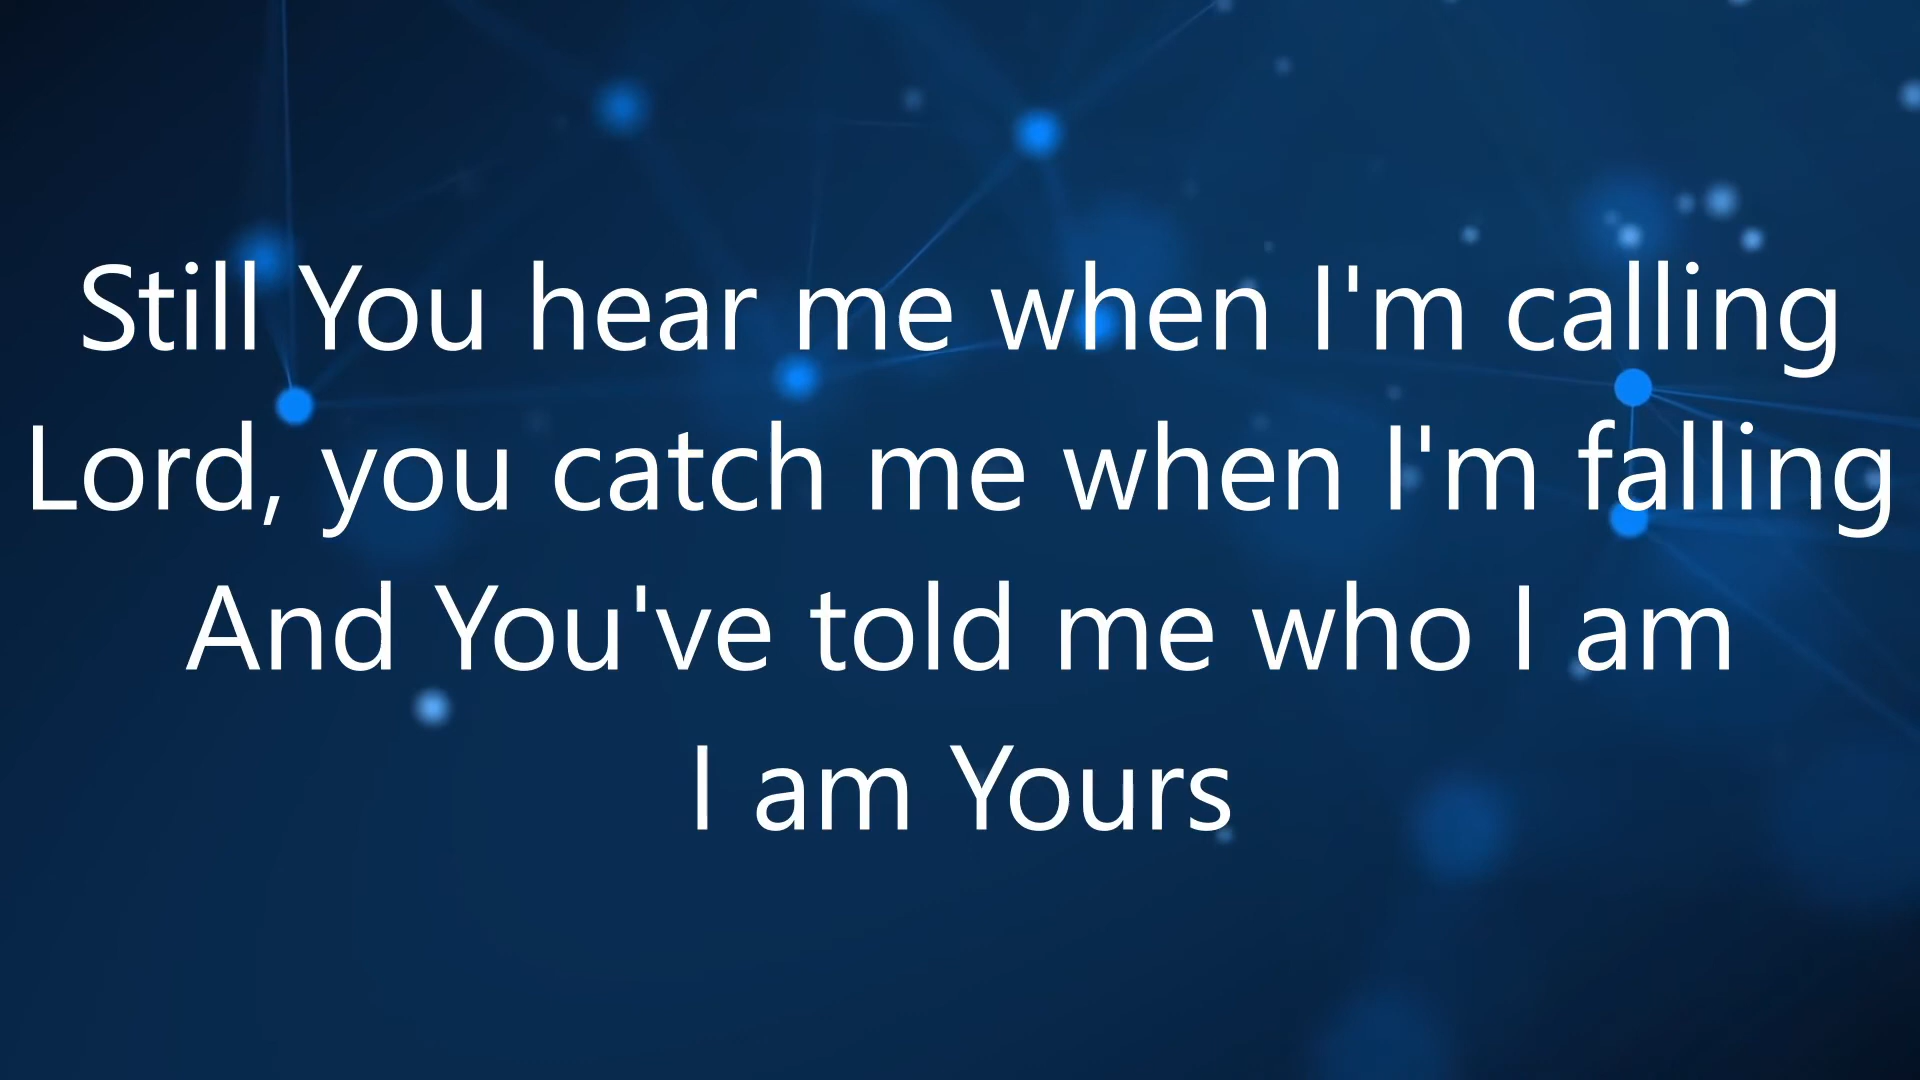 Still You hear me when I'm calling
Lord, you catch me when I'm falling
And You've told me who I am
I am Yours